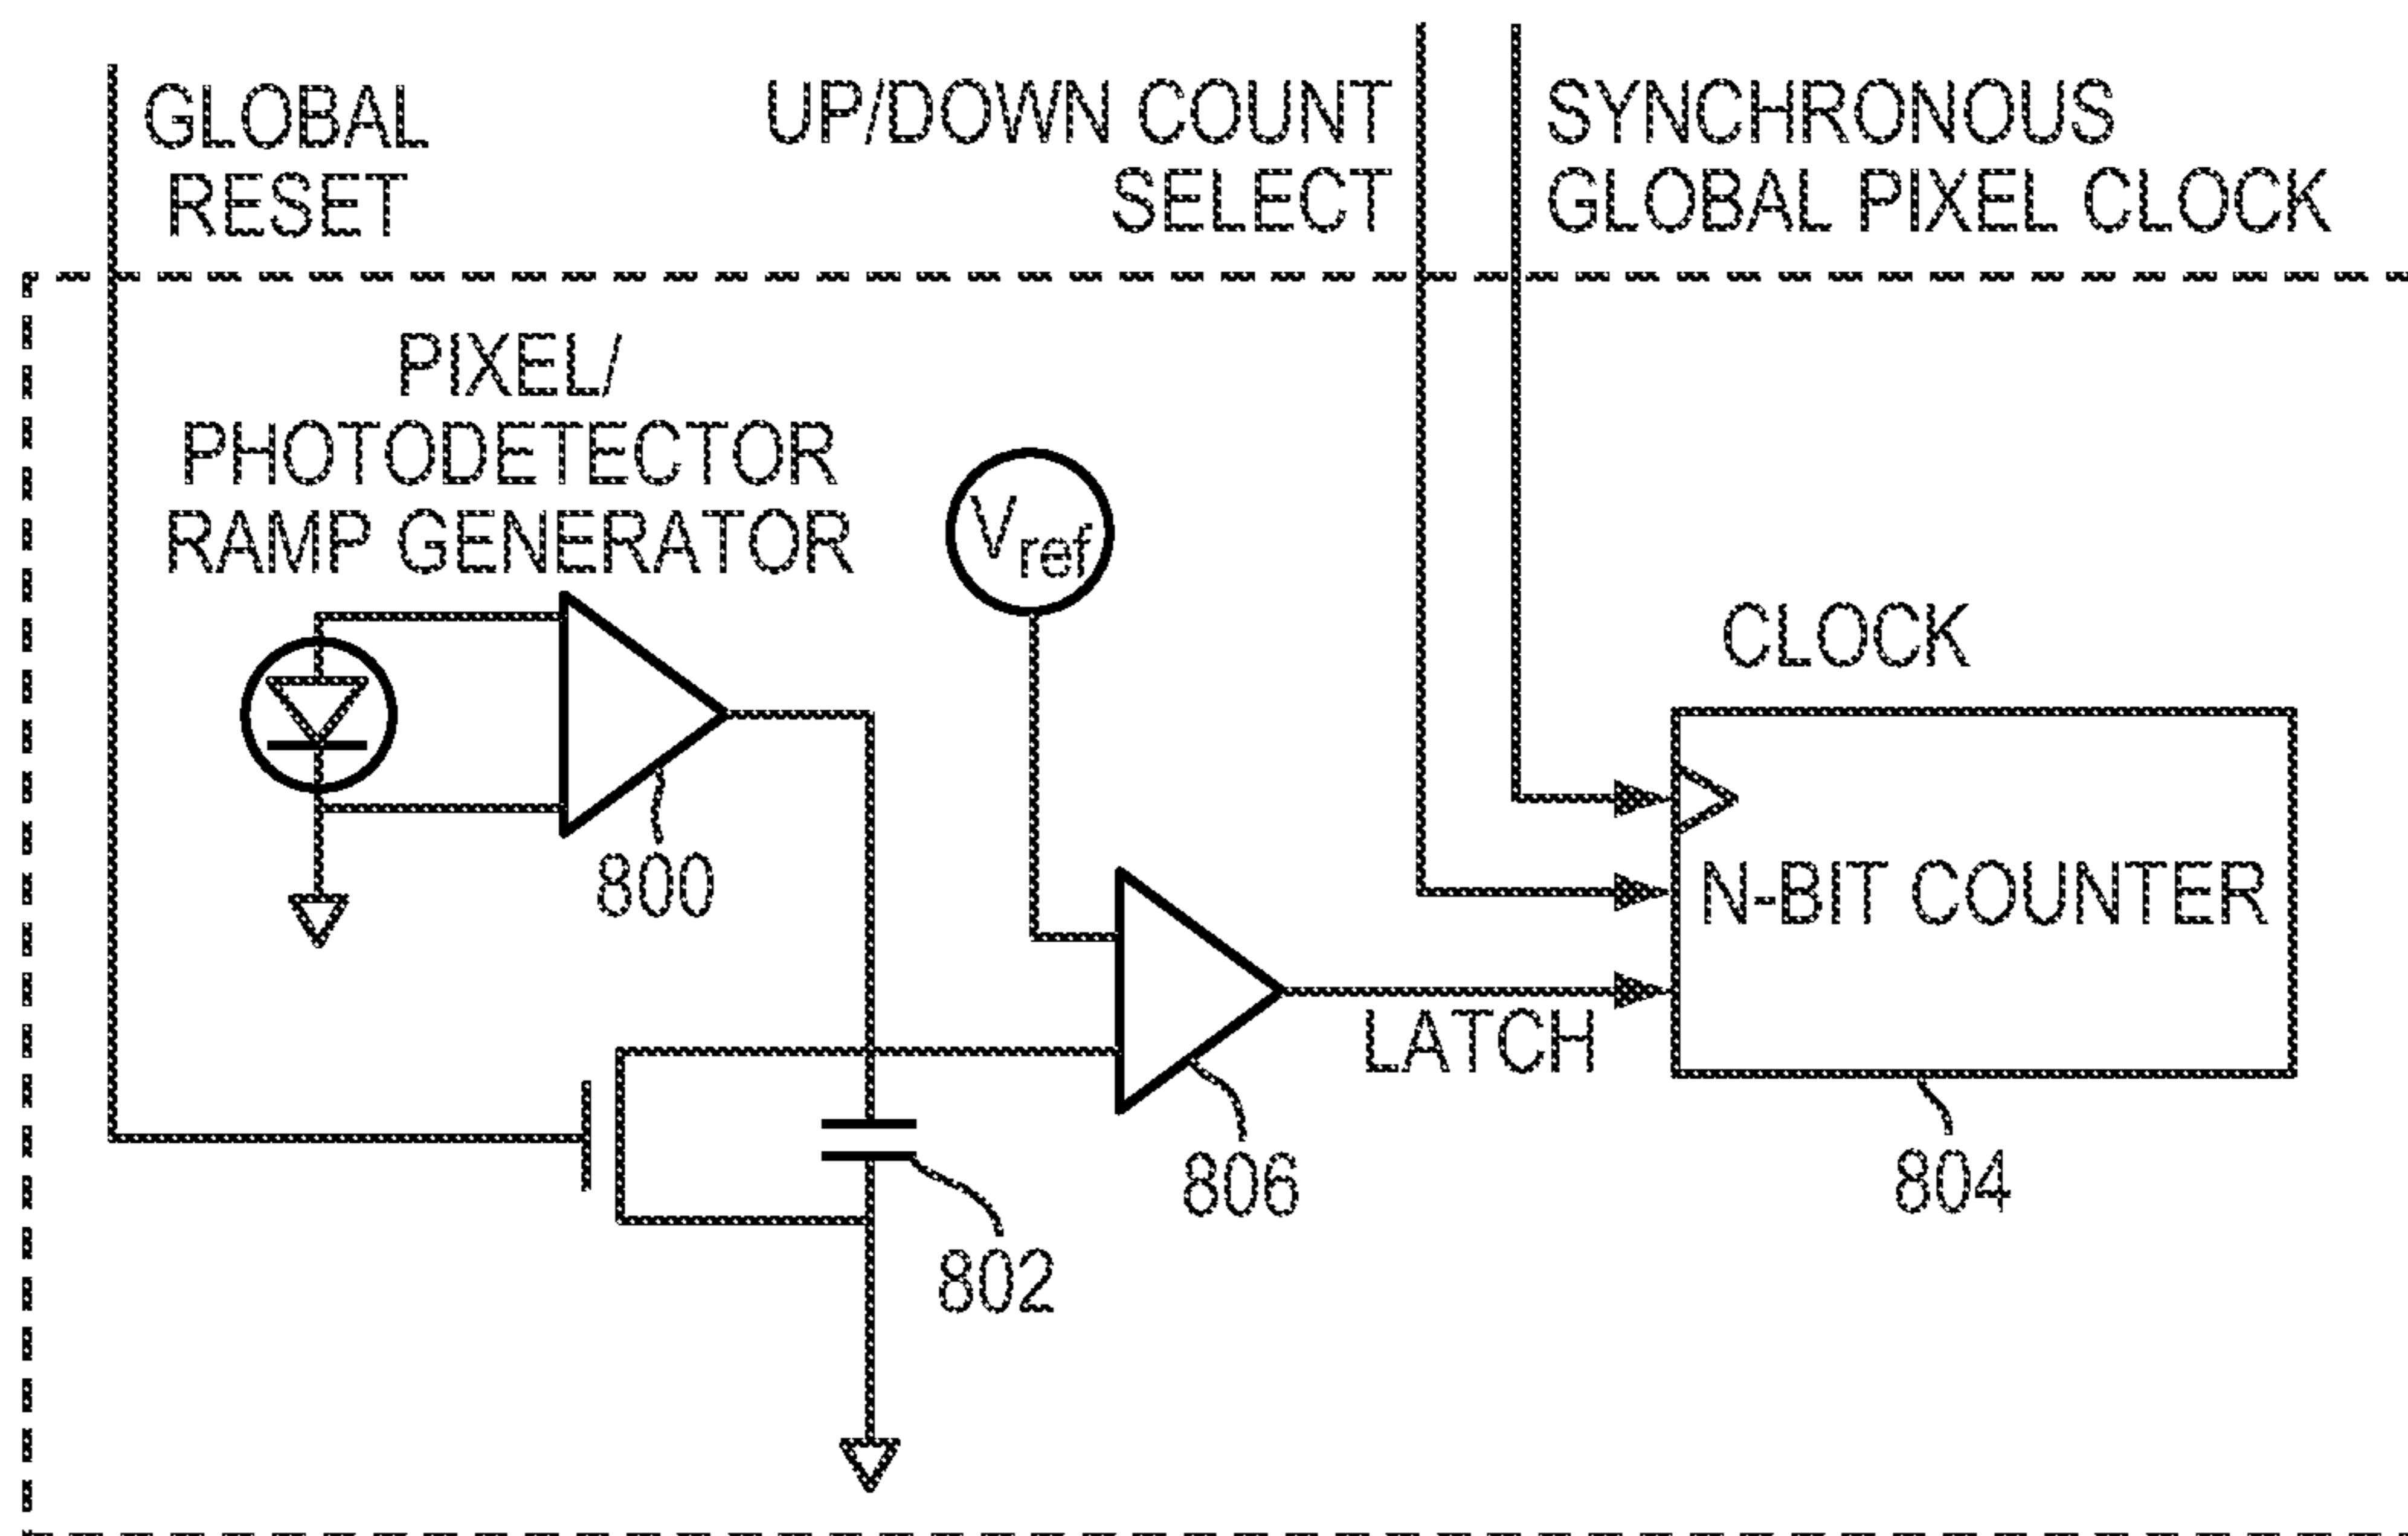 GLOBAL
RESET
UP/DOWN COUNT
SELECT
SYNCHRONOUS
GLOBAL PIXEL CLOCK
PIXEL/
PHOTODETECTOR
RAMP GENERATOR
Vref
CLOCK
800
N-BIT COUNTER
LATCH
806
804
802